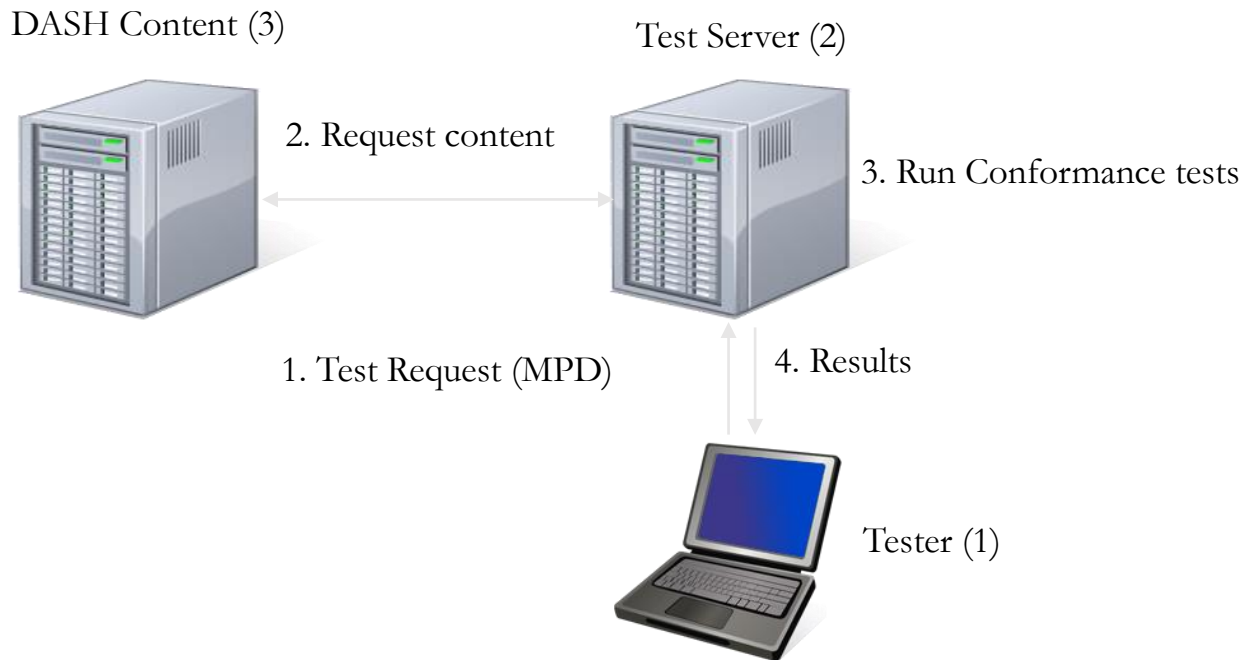 DASH Content (3)
Test Server (2)
2. Request content
3. Run Conformance tests
1. Test Request (MPD)
4. Results
Tester (1)